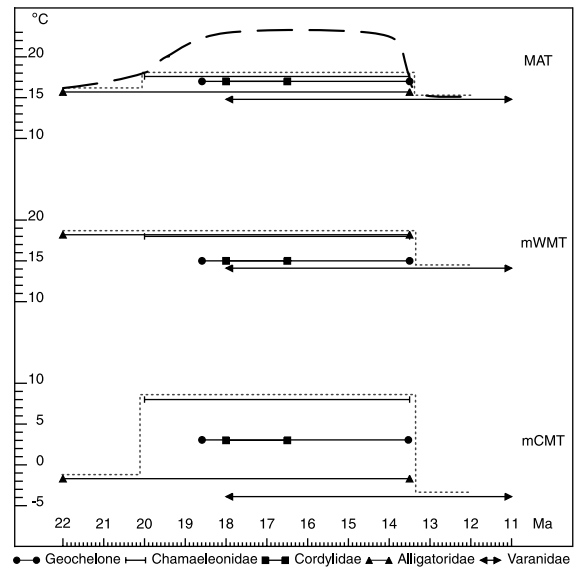 °C
20
MAT
15
10
20
mWMT
15
10
10
5
mCMT
0
-5
22 21 20 19 18 17 16 15 14 13 12 11 Ma
Geochelone Chamaeleonidae Cordylidae Alligatoridae Varanidae